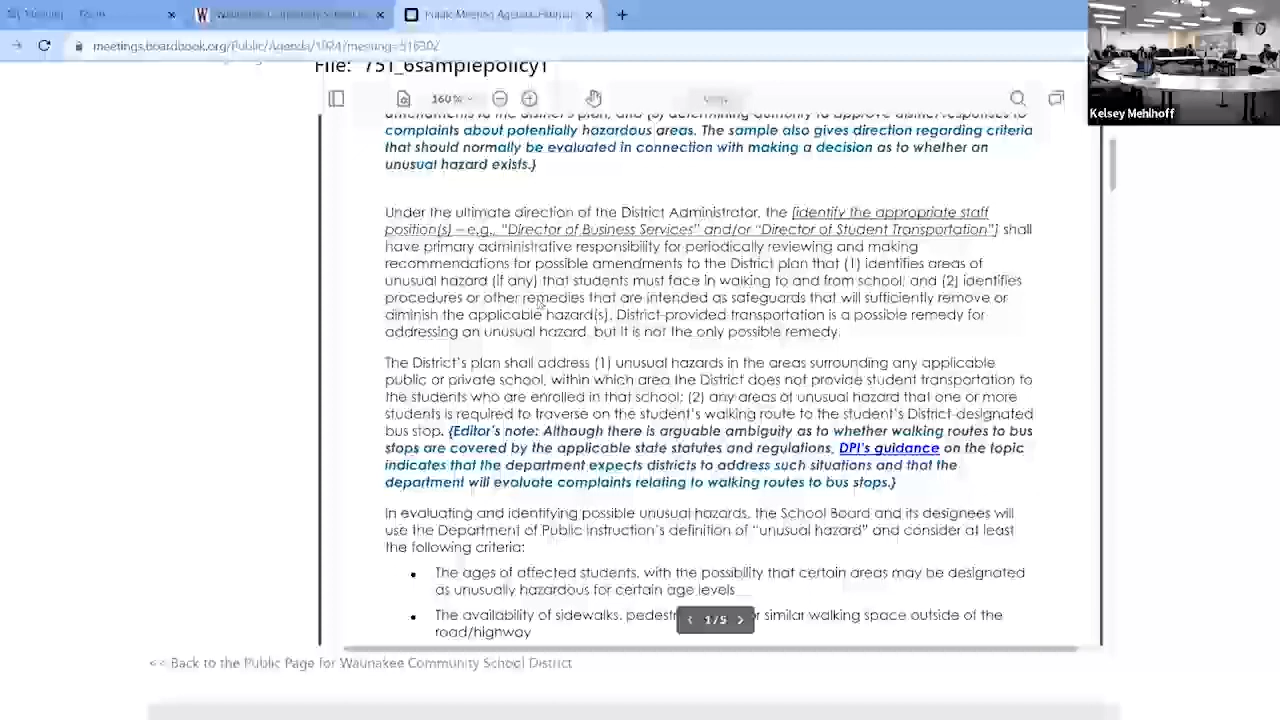 meetings.boardbook.org/Public/Agenda/
Kelsey Mehlhoff
complaints about potentially hazardous areas. The sample also gives direction regarding criteria
that should normally be evaluated in connection with making a decision as to whether an
unusual hazard exists.}
Under the ultimate direction of the District Administrator, the [identify the appropriate staff
position(s) – e.g., "Director of Business Services" and/or "Director of Student Transportation"] shall
have primary administrative responsibility for periodically reviewing and making
recommendations for possible amendments to the District plan that (1) identifies areas of
unusual hazard (if any) that students must face in walking to and from school; and (2) identifies
procedures or other remedies that are intended as safeguards that will sufficiently remove or
diminish the applicable hazard(s). District-provided transportation is a possible remedy for
addressing an unusual hazard, but it is not the only possible remedy.
The District's plan shall address (1) unusual hazards in the areas surrounding any applicable
public or private school, within which area the District does not provide student transportation to
the students who are enrolled in that school; (2) any areas of unusual hazard that one or more
students is required to traverse on the student's walking route to the student's District-designated
bus stop. {Editor's note: Although there is arguable ambiguity as to whether walking routes to bus
stops are covered by the applicable state statutes and regulations, DPI's guidance on the topic
indicates that the department expects districts to address such situations and that the
department will evaluate complaints relating to walking routes to bus stops.}
In evaluating and identifying possible unusual hazards, the School Board and its designees will
use the Department of Public Instruction's definition of "unusual hazard" and consider at least
the following criteria:
• The ages of affected students, with the possibility that certain areas may be designated
as unusually hazardous for certain age levels
• The availability of sidewalks, pedestr r similar walking space outside of the
road/highway
1/5
<< Back to the Public Page for Waunakee Community School District